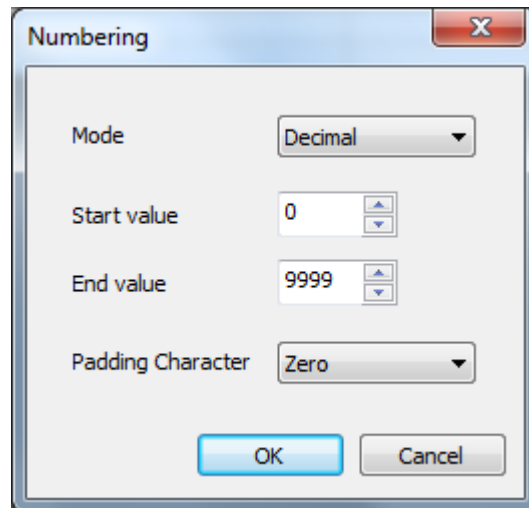 Numbering
Mode Decimal
Start value 0
End value 9999
Padding Character Zero
OK Cancel